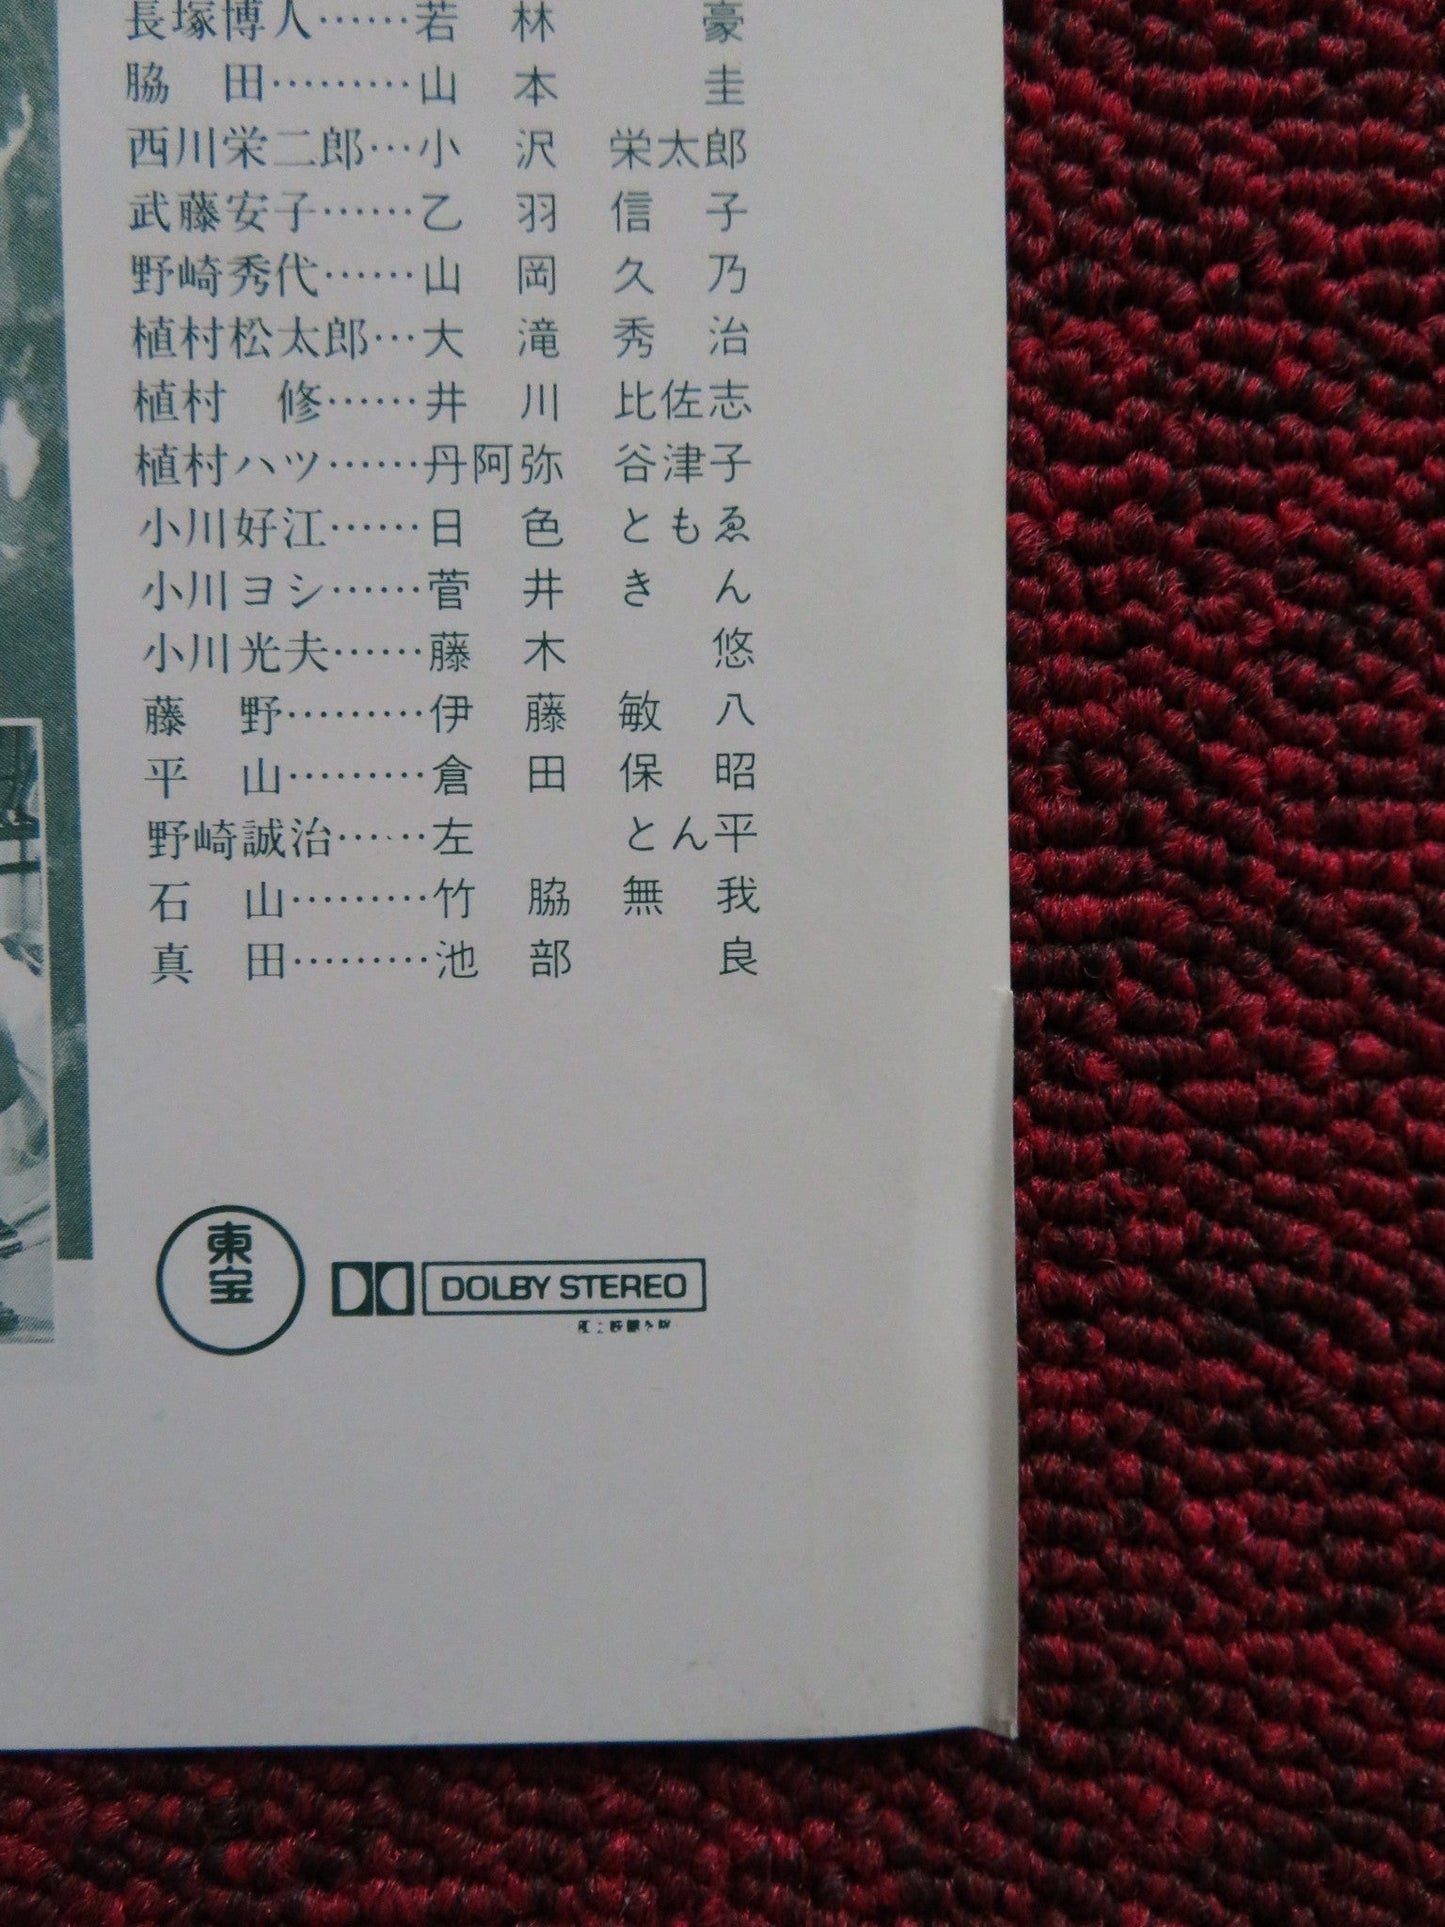 長塚博人……若林豪
脇田………山本圭
西川栄二郎…小沢栄太郎
武藤安子……乙羽信子
野崎秀代……山岡久乃
植村松太郎…大滝秀治
植村修……井川比佐志
植村ハツ……丹阿弥谷津子
小川好江……日色ともゑ
小川ヨシ……菅井きん
小川光夫……藤木悠
藤野………伊藤敏八
平山………倉田保昭
野崎誠治……左とん平
石山………竹脇無我
真田………池部良
東宝
DOLBY STEREO